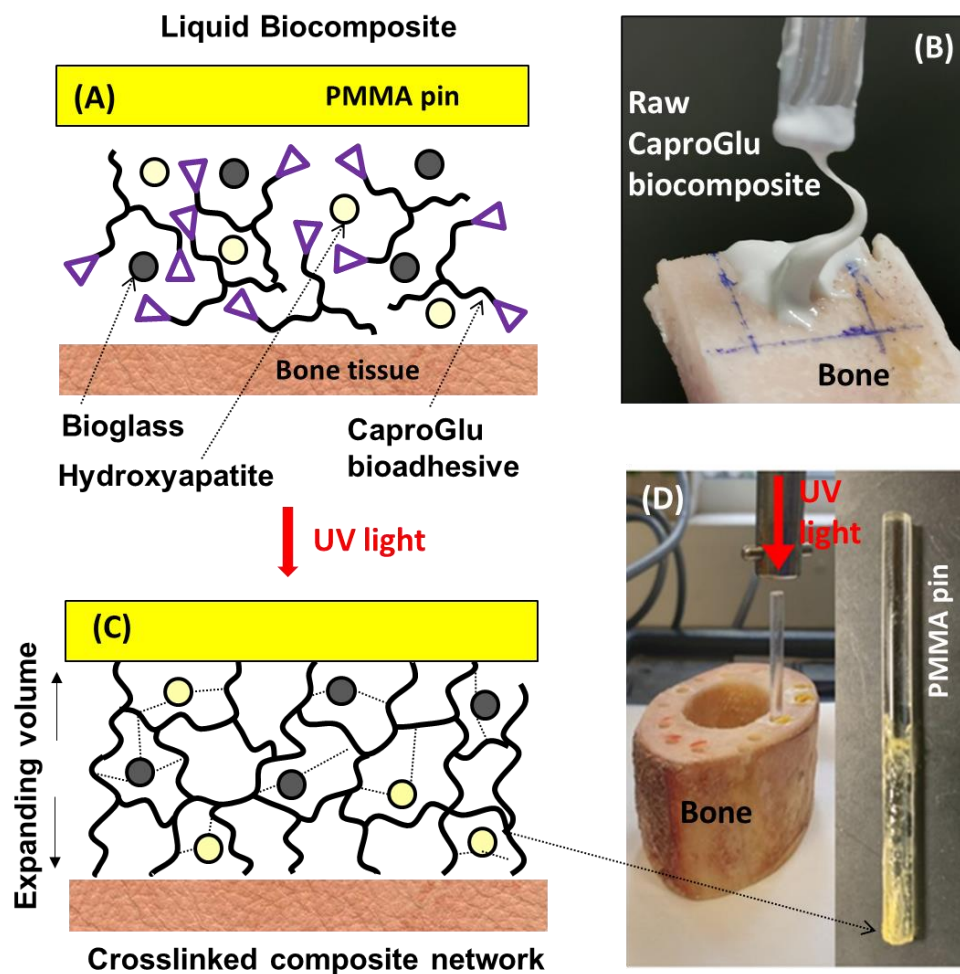 Liquid Biocomposite
(A)
PMMA pin
Bone tissue
Bioglass
Hydroxyapatite
CaproGlu
bioadhesive
UV light
(B)
Raw
CaproGlu
biocomposite
Bone
(C)
Expanding volume
Crosslinked composite network
(D)
UV
light
Bone
PMMA pin